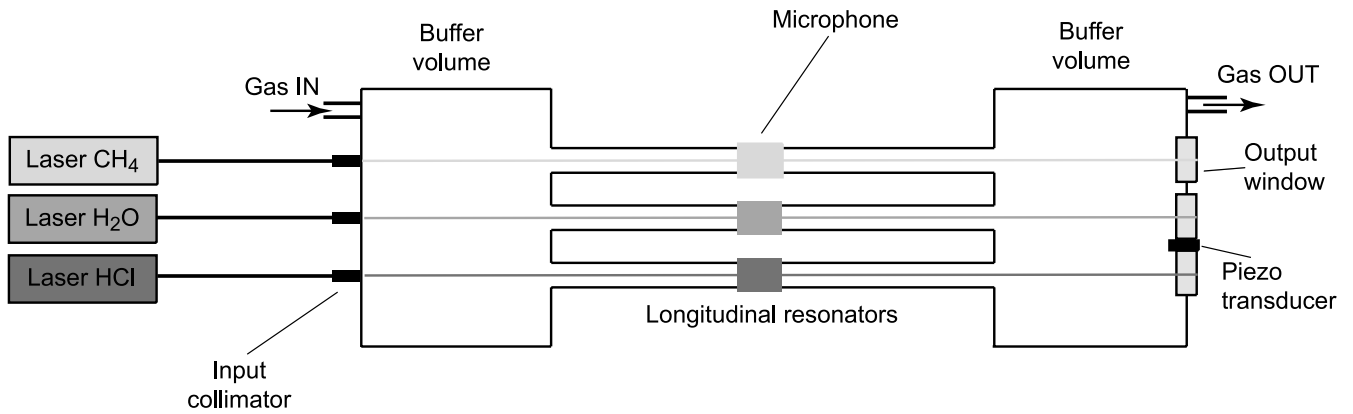 Microphone
Buffer
volume
Buffer
volume
Gas IN
Gas OUT
Laser CH₄
Output
window
Laser H₂O
Laser HCl
Piezo
transducer
Longitudinal resonators
Input
collimator